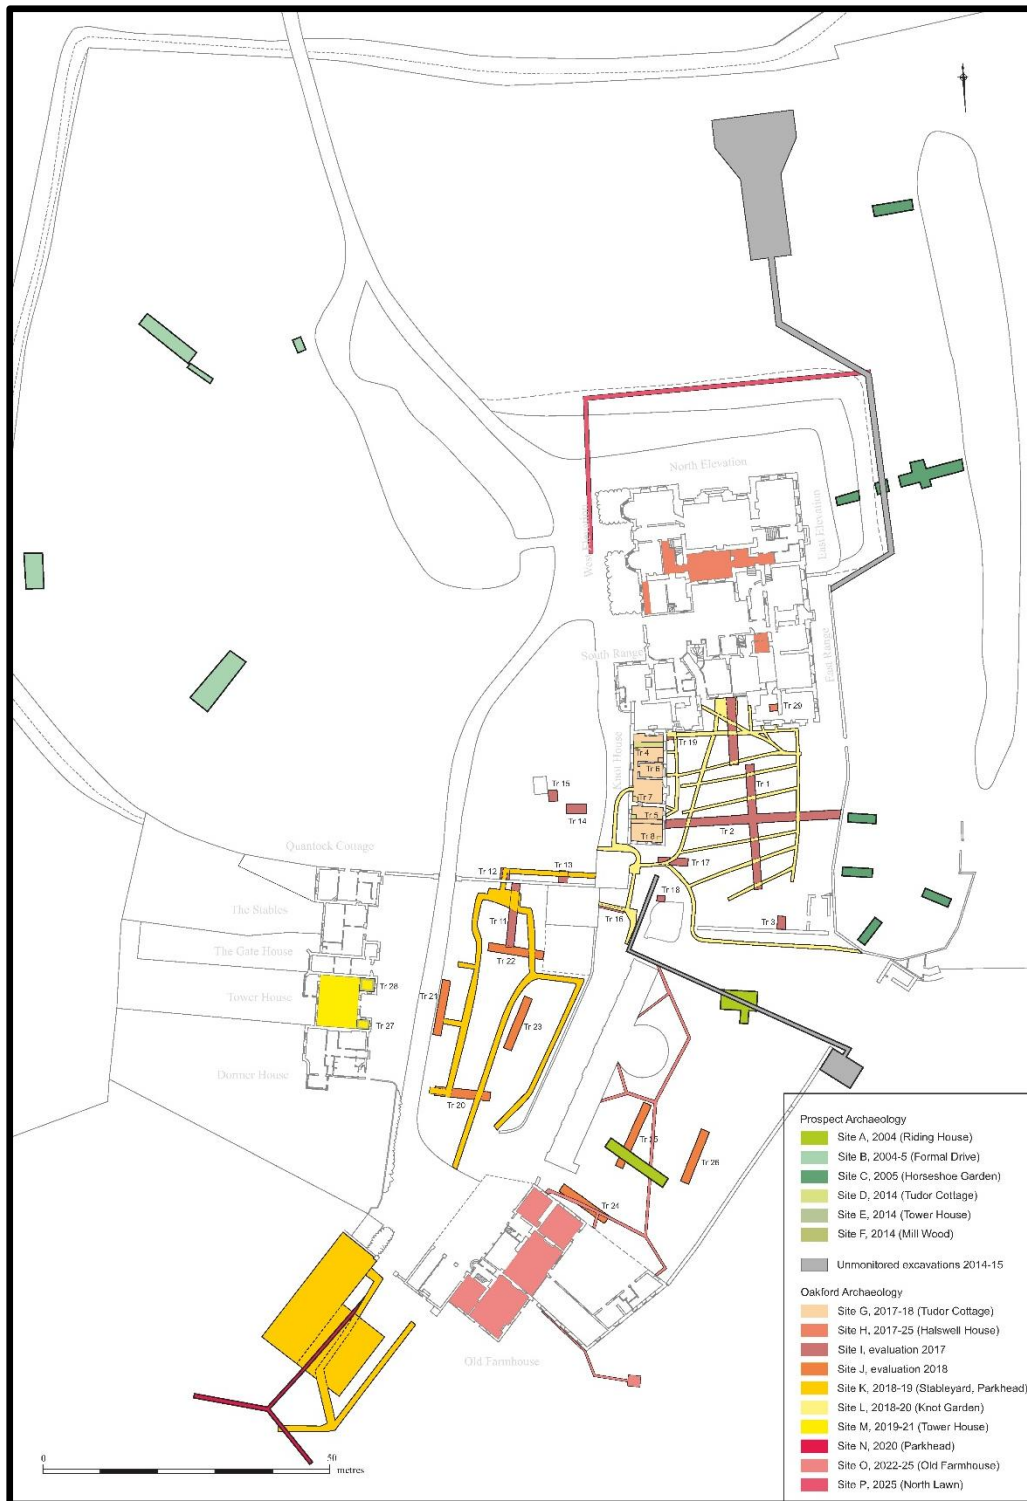 North Elevation
East Elevation
South Range
East Range
Tr 29
Knot House
Tr 4
Tr 19
Tr 6
Tr 7
Tr 1
Tr 15
Tr 14
Tr 5
Tr 2
Tr 8
Quantock Cottage
Tr 12
Tr 13
Tr 17
The Stables
Tr 18
Tr 11
Tr 16
Tr 3
The Gate House
Tr 22
Tower House
Tr 28
Tr 21
Tr 27
Tr 23
Dormer House
Tr 20
Tr 25
Tr 26
Tr 24
Old Farmhouse
0
50
metres
Prospect Archaeology
Site A, 2004 (Riding House)
Site B, 2004-5 (Formal Drive)
Site C, 2005 (Horseshoe Garden)
Site D, 2014 (Tudor Cottage)
Site E, 2014 (Tower House)
Site F, 2014 (Mill Wood)
Unmonitored excavations 2014-15
Oakford Archaeology
Site G, 2017-18 (Tudor Cottage)
Site H, 2017-25 (Halswell House)
Site I, evaluation 2017
Site J, evaluation 2018
Site K, 2018-19 (Stableyard, Parkhead)
Site L, 2018-20 (Knot Garden)
Site M, 2019-21 (Tower House)
Site N, 2020 (Parkhead)
Site O, 2022-25 (Old Farmhouse)
Site P, 2025 (North Lawn)